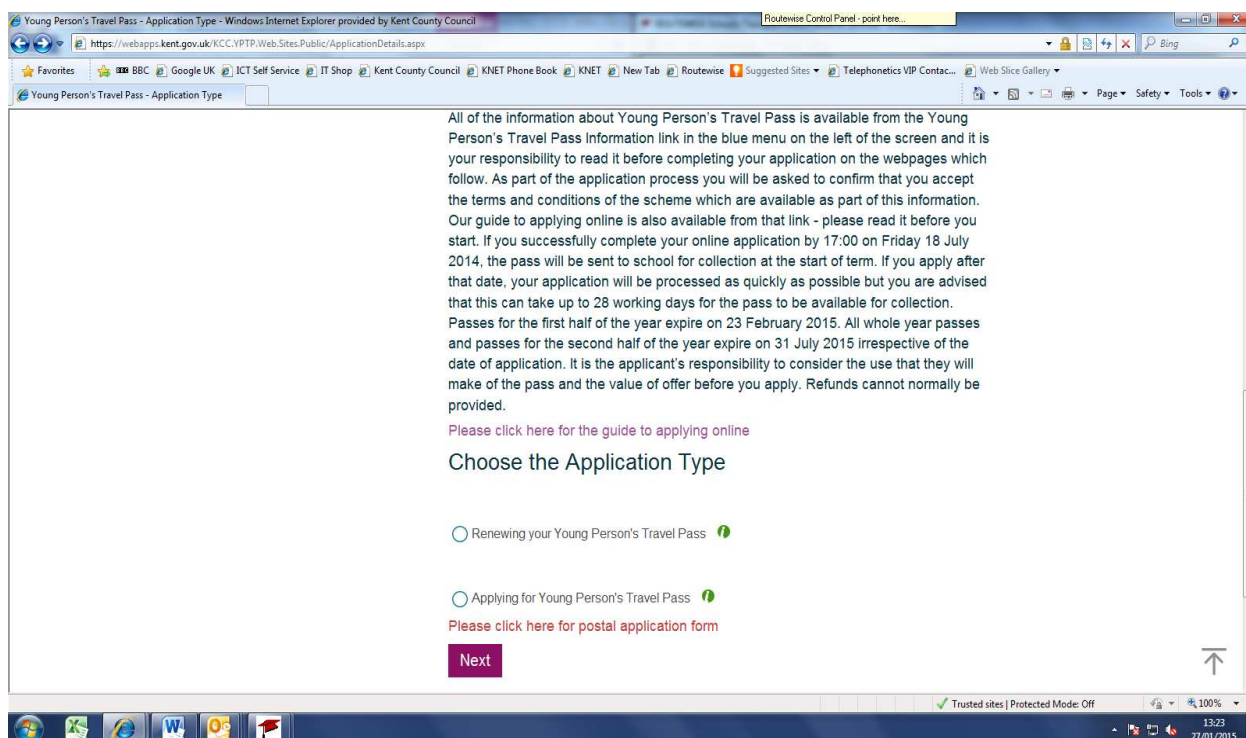 Young Person's Travel Pass - Application Type - Windows Internet Explorer provided by Kent County Council
Routewise Control Panel - point here...
https://webapps.kent.gov.uk/KCC.YPTP.Web.Sites.Public/ApplicationDetails.aspx
Bing
Favorites BBC Google UK ICT Self Service IT Shop Kent County Council KNET Phone Book KNET New Tab Routewise Suggested Sites Telephonetics VIP Contac... Web Slice Gallery
Young Person's Travel Pass - Application Type
Page Safety Tools
All of the information about Young Person's Travel Pass is available from the Young
Person's Travel Pass Information link in the blue menu on the left of the screen and it is
your responsibility to read it before completing your application on the webpages which
follow. As part of the application process you will be asked to confirm that you accept
the terms and conditions of the scheme which are available as part of this information.
Our guide to applying online is also available from that link - please read it before you
start. If you successfully complete your online application by 17:00 on Friday 18 July
2014, the pass will be sent to school for collection at the start of term. If you apply after
that date, your application will be processed as quickly as possible but you are advised
that this can take up to 28 working days for the pass to be available for collection.
Passes for the first half of the year expire on 23 February 2015. All whole year passes
and passes for the second half of the year expire on 31 July 2015 irrespective of the
date of application. It is the applicant's responsibility to consider the use that they will
make of the pass and the value of offer before you apply. Refunds cannot normally be
provided.
Please click here for the guide to applying online
Choose the Application Type
Renewing your Young Person's Travel Pass
Applying for Young Person's Travel Pass
Please click here for postal application form
Next
Trusted sites | Protected Mode: Off
100%
13:23
27/01/2015